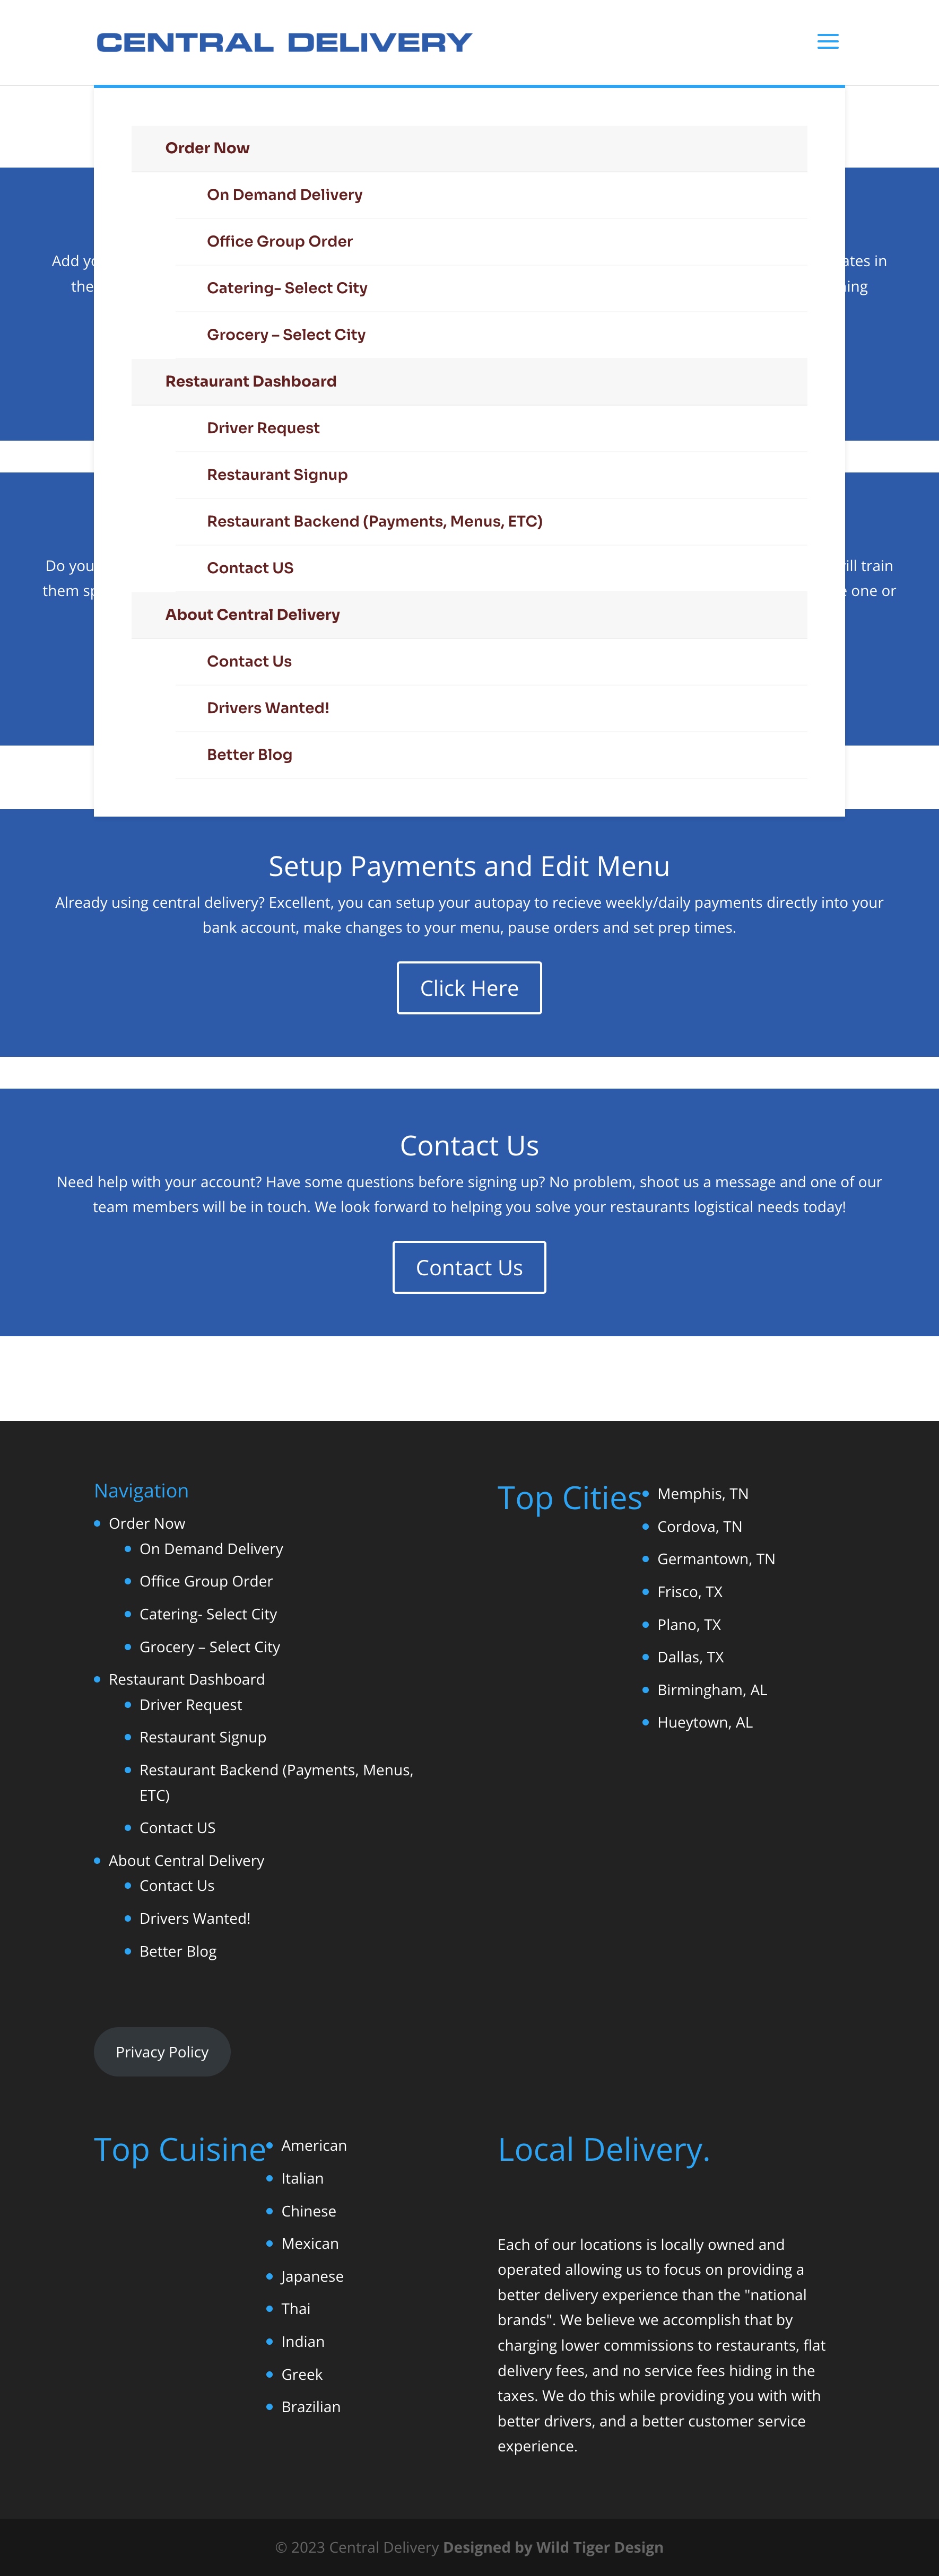 CENTRAL DELIVERY
Order Now
On Demand Delivery
Office Group Order
Catering- Select City
Grocery – Select City
Restaurant Dashboard
Driver Request
Restaurant Signup
Restaurant Backend (Payments, Menus, ETC)
Contact US
About Central Delivery
Contact Us
Drivers Wanted!
Better Blog
Add
in
the
Do you
train
them
one or
Setup Payments and Edit Menu
Already using central delivery? Excellent, you can setup your autopay to recieve weekly/daily payments directly into your
bank account, make changes to your menu, pause orders and set prep times.
Click Here
Contact Us
Need help with your account? Have some questions before signing up? No problem, shoot us a message and one of our
team members will be in touch. We look forward to helping you solve your restaurants logistical needs today!
Contact Us
Navigation
Order Now
On Demand Delivery
Office Group Order
Catering- Select City
Grocery – Select City
Restaurant Dashboard
Driver Request
Restaurant Signup
Restaurant Backend (Payments, Menus,
ETC)
Contact US
About Central Delivery
Contact Us
Drivers Wanted!
Better Blog
Top Cities
Memphis, TN
Cordova, TN
Germantown, TN
Frisco, TX
Plano, TX
Dallas, TX
Birmingham, AL
Hueytown, AL
Privacy Policy
Top Cuisine
American
Italian
Chinese
Mexican
Japanese
Thai
Indian
Greek
Brazilian
Local Delivery.
Each of our locations is locally owned and
operated allowing us to focus on providing a
better delivery experience than the "national
brands". We believe we accomplish that by
charging lower commissions to restaurants, flat
delivery fees, and no service fees hiding in the
taxes. We do this while providing you with with
better drivers, and a better customer service
experience.
© 2023 Central Delivery Designed by Wild Tiger Design